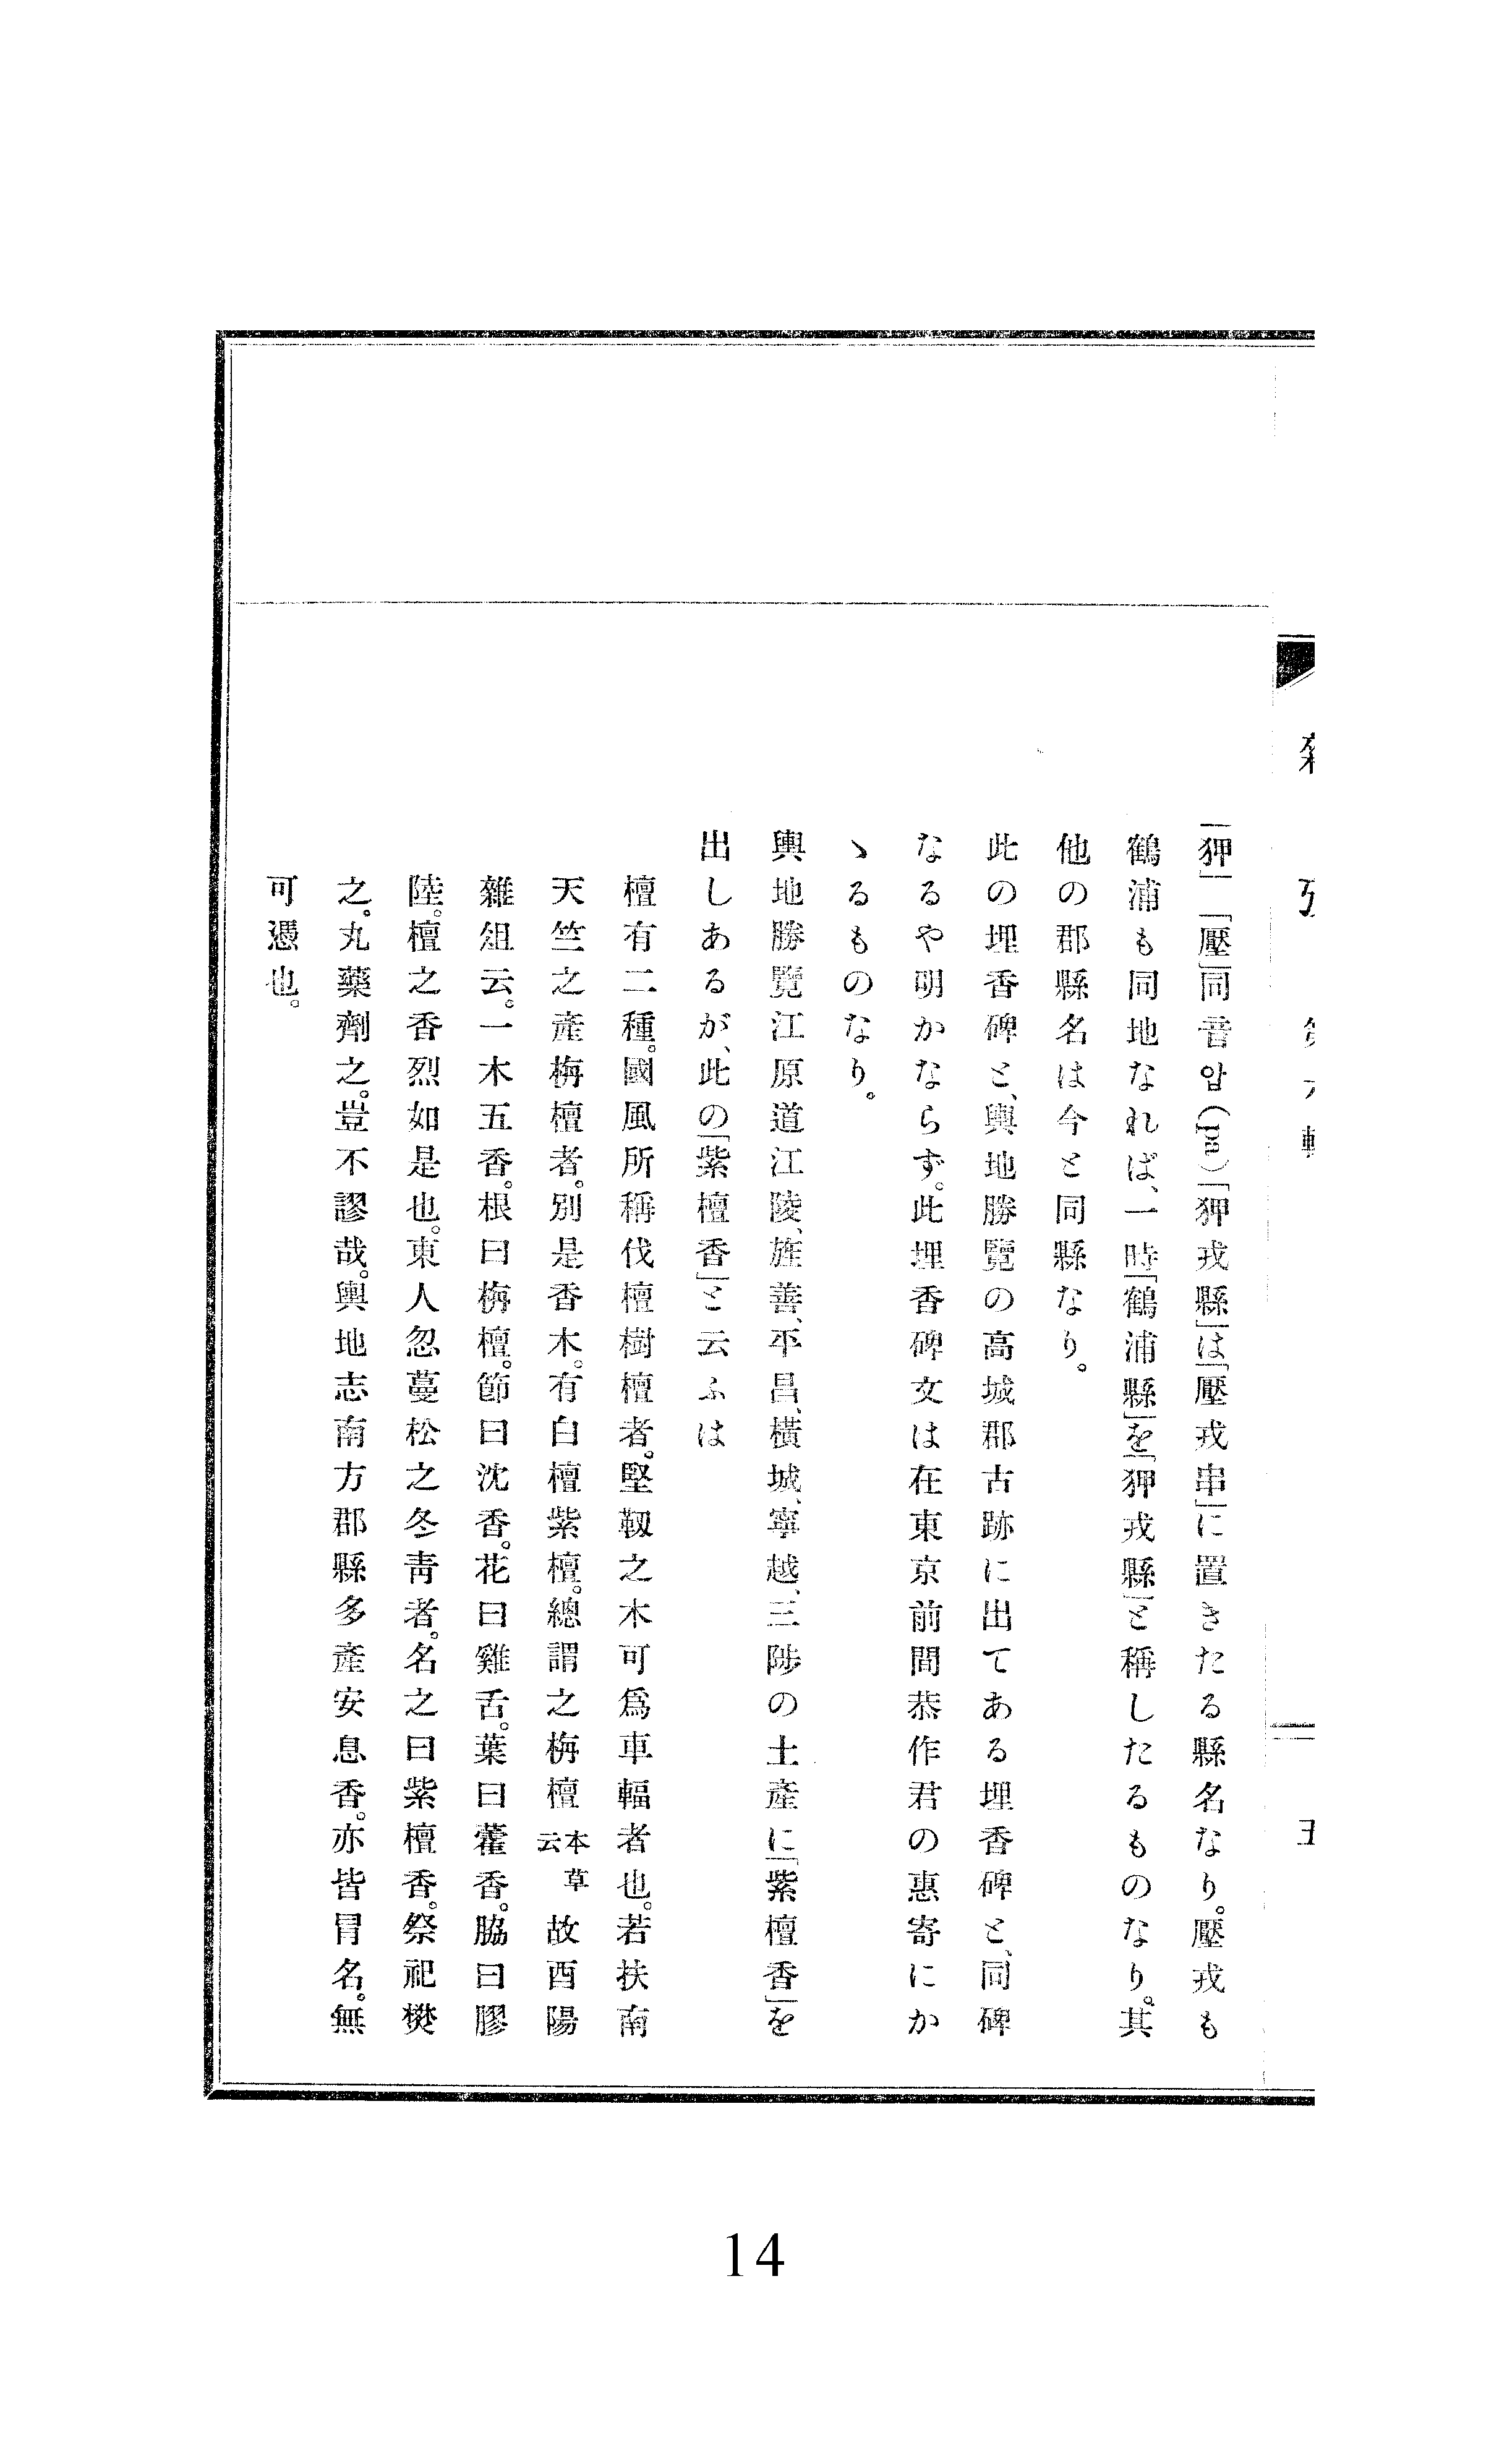 「狎」「壓」同音압(pm)「狎戎縣」は「壓戎串」に置きたる縣名なり。壓戎も
鶴浦も同地なれば、一時「鶴浦縣」を「狎戎縣」と稱したるものなり。其
他の郡縣名は今と同縣なり。
此の埋香碑と、輿地勝覽の高城郡古跡に出てある埋香碑と、同碑
なるや明かならず。此埋香碑文は在東京前間恭作君の惠寄にか
ゝるものなり。
輿地勝覽江原道江陵、旌善、平昌、橫城、寧越、三陟の土產に「紫檀香」を
出しあるが、此の「紫檀香」と云ふは
檀有二種。國風所稱伐檀樹檀者。堅靱之木可爲車輻者也。若扶南
天竺之產栴檀者。別是香木。有白檀紫檀。總謂之栴檀本草云故酉陽
雜俎云。一木五香。根曰栴檀。節曰沈香。花曰雞舌。葉曰藿香。脇曰膠
陸。檀之香烈如是也。東人忽蔓松之冬靑者。名之曰紫檀香。祭祀爕
之。丸藥劑之。豈不謬哉。輿地志南方郡縣多產安息香。亦皆冒名。無
可憑也。
14